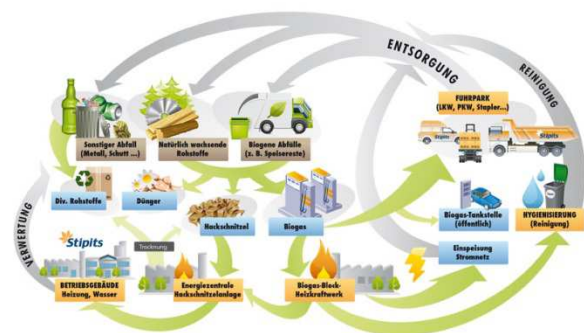 ENTSORGUNG
REINIGUNG
FUHRPARK
(LKW, PKW, Stapler...)
Stipits
Stipits
Sonstiger Abfall
(Metall, Schutt ...)
Natürlich wachsende
Rohstoffe
Biogene Abfälle
(z. B. Speisereste)
Div. Rohstoffe
Dünger
Hackschnitzel
Biogas
Biogas-Tankstelle
(öffentlich)
HYGIENISIERUNG
(Reinigung)
VERWERTUNG
Stipits
Trocknung
Einspeisung
Stromnetz
BETRIEBSGEBÄUDE
Heizung, Wasser
Energiezentrale
Hackschnitzelanlage
Biogas-Block-
Heizkraftwerk